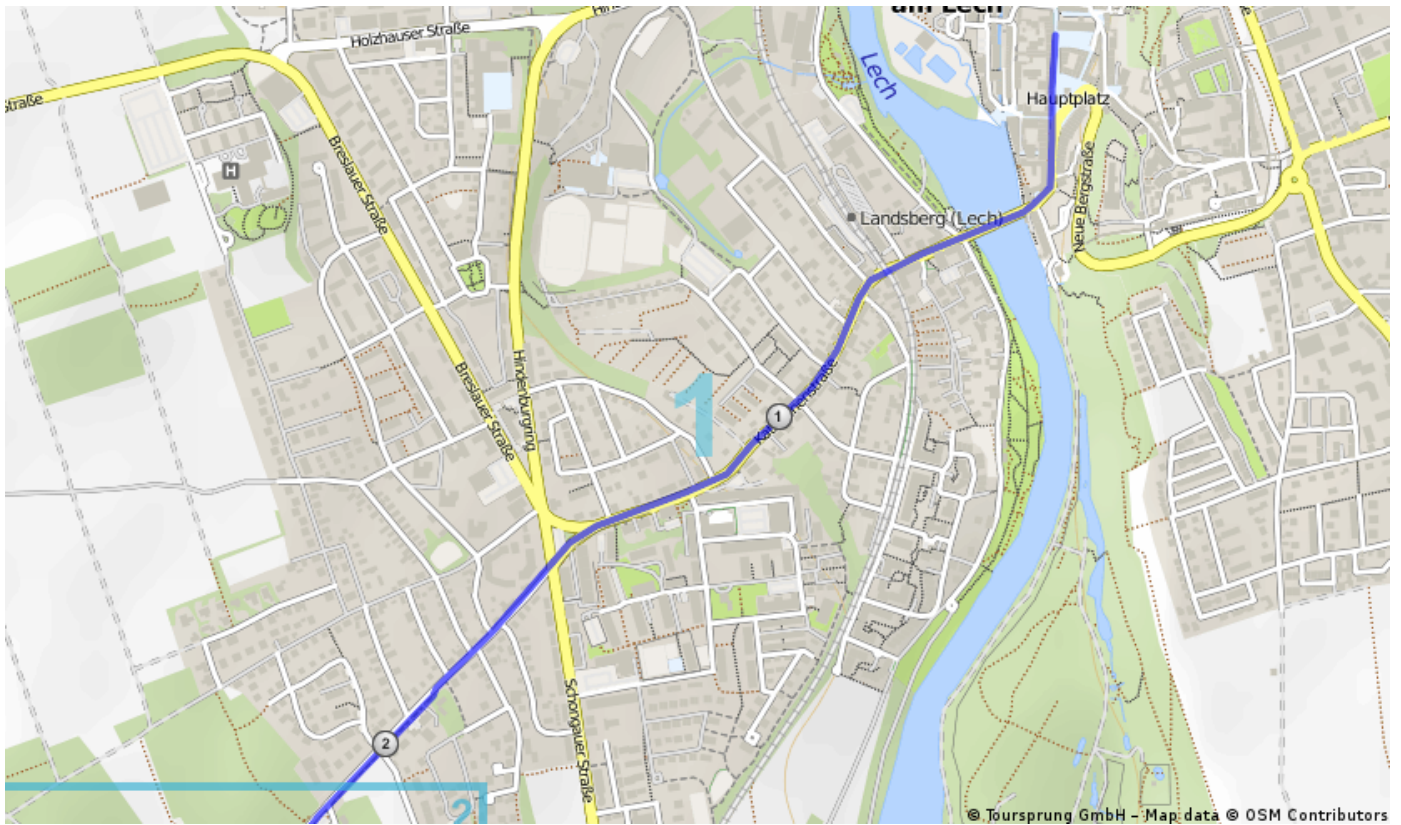 am Lech
Holzhauser Straße
Lech
Straße
Hauptplatz
H
Breslauer Straße
Neue Bergstraße
Landsberg (Lech)
Hindenburgring
Breslauer Straße
1
1
Schongauer Straße
2
2
© Toursprung GmbH – Map data © OSM Contributors